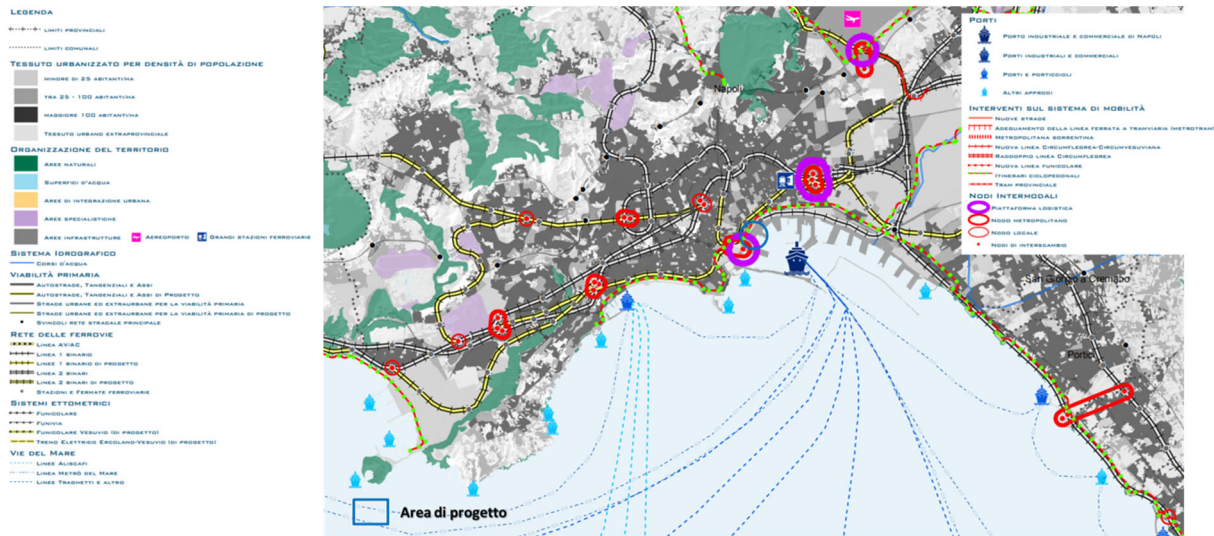 Legenda
Limiti provinciali
Limiti comunali
Tessuto urbanizzato per densità di popolazione
minore di 25 abitanti/ha
tra 25 - 100 abitanti/ha
maggiore 100 abitanti/ha
Tessuto urbano extraprovinciale
Organizzazione del territorio
Aree naturali
Superfici d'acqua
Aree di integrazione urbana
Aree specialistiche
Aree infrastrutture
Aereoporto
Grandi stazioni ferroviarie
Sistema Idrografico
Corsi d'acqua
Viabilità primaria
Autostrade, Tangenziali e Assi
Autostrade, Tangenziali e Assi di Progetto
Strade urbane ed extraurbane per la viabilità primaria
Strade urbane ed extraurbane per la viabilità primaria di progetto
Svincoli rete stradale principale
Rete delle ferrovie
Linea AV/AC
Linea 1 binario
Linee 1 binario di progetto
Linea 2 binari
Linea 2 binari di progetto
Stazioni e Fermate ferroviarie
Sistemi ettometrici
Funicolare
Funivia
Funicolare Vesuvio (di progetto)
Treno Elettrico Ercolano-Vesuvio (di progetto)
Vie del Mare
Linee Aliscafi
Linea Metrò del Mare
Linee Traghetti e altro
Napoli
San Giorgio a Cremano
Portici
Area di progetto
Porti
Porto industriale e commerciale di Napoli
Porti industriali e commerciali
Porti e porticcioli
Altri approdi
Interventi sul sistema di mobilità
Nuove strade
Adeguamento della linea ferrata a tramviaria (metrotram)
Metropolitana sorrentina
Nuova linea Circumflegrea-Circumvesuviana
Raddoppio linea Circumflegrea
Nuova linea funicolare
Itinerari ciclopedonali
Tram provinciale
Nodi Intermodali
Piattaforma logistica
Nodo metropolitano
Nodo locale
Nodi di interscambio